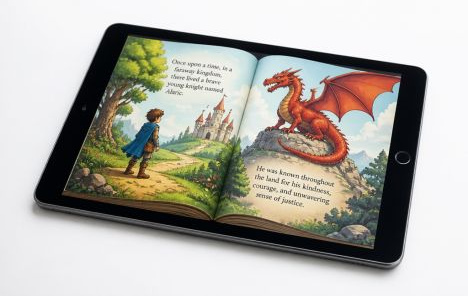 Once upon a time, in a
faraway kingdom,
there lived a brave
young knight named
Alaric.
He was known throughout
the land for his kindness,
courage, and unwavering
sense of justice.